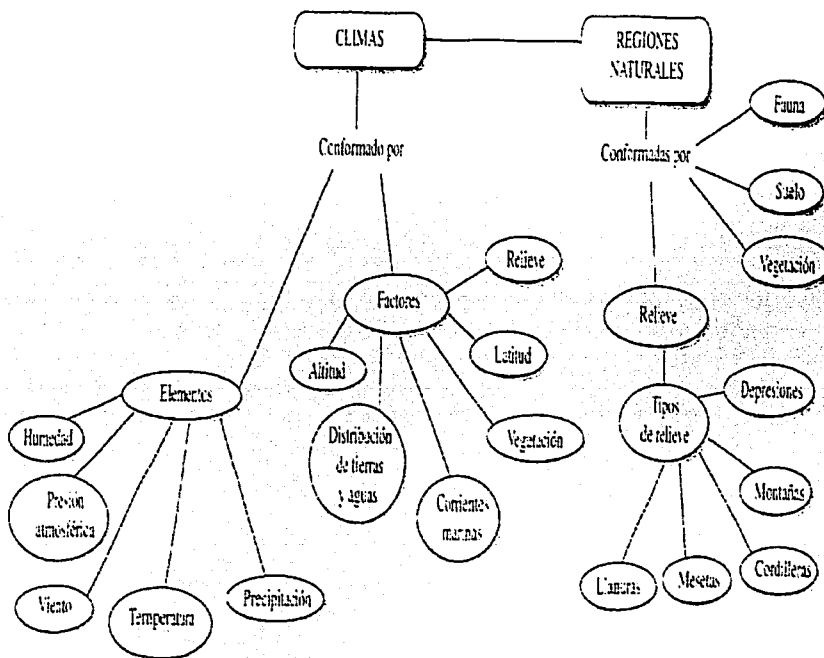 CLIMAS
REGIONES
NATURALES
Conformado por
Conformadas por
Fauna
Suelo
Vegetación
Relieve
Factores
Relieve
Altitud
Latitud
Distribución
de tierras
y aguas
Corrientes
marinas
Vegetación
Elementos
Humedad
Presión
atmosférica
Viento
Temperatura
Precipitación
Tipos
de relieve
Depresiones
Montañas
Cordilleras
Mesetas
Llanuras